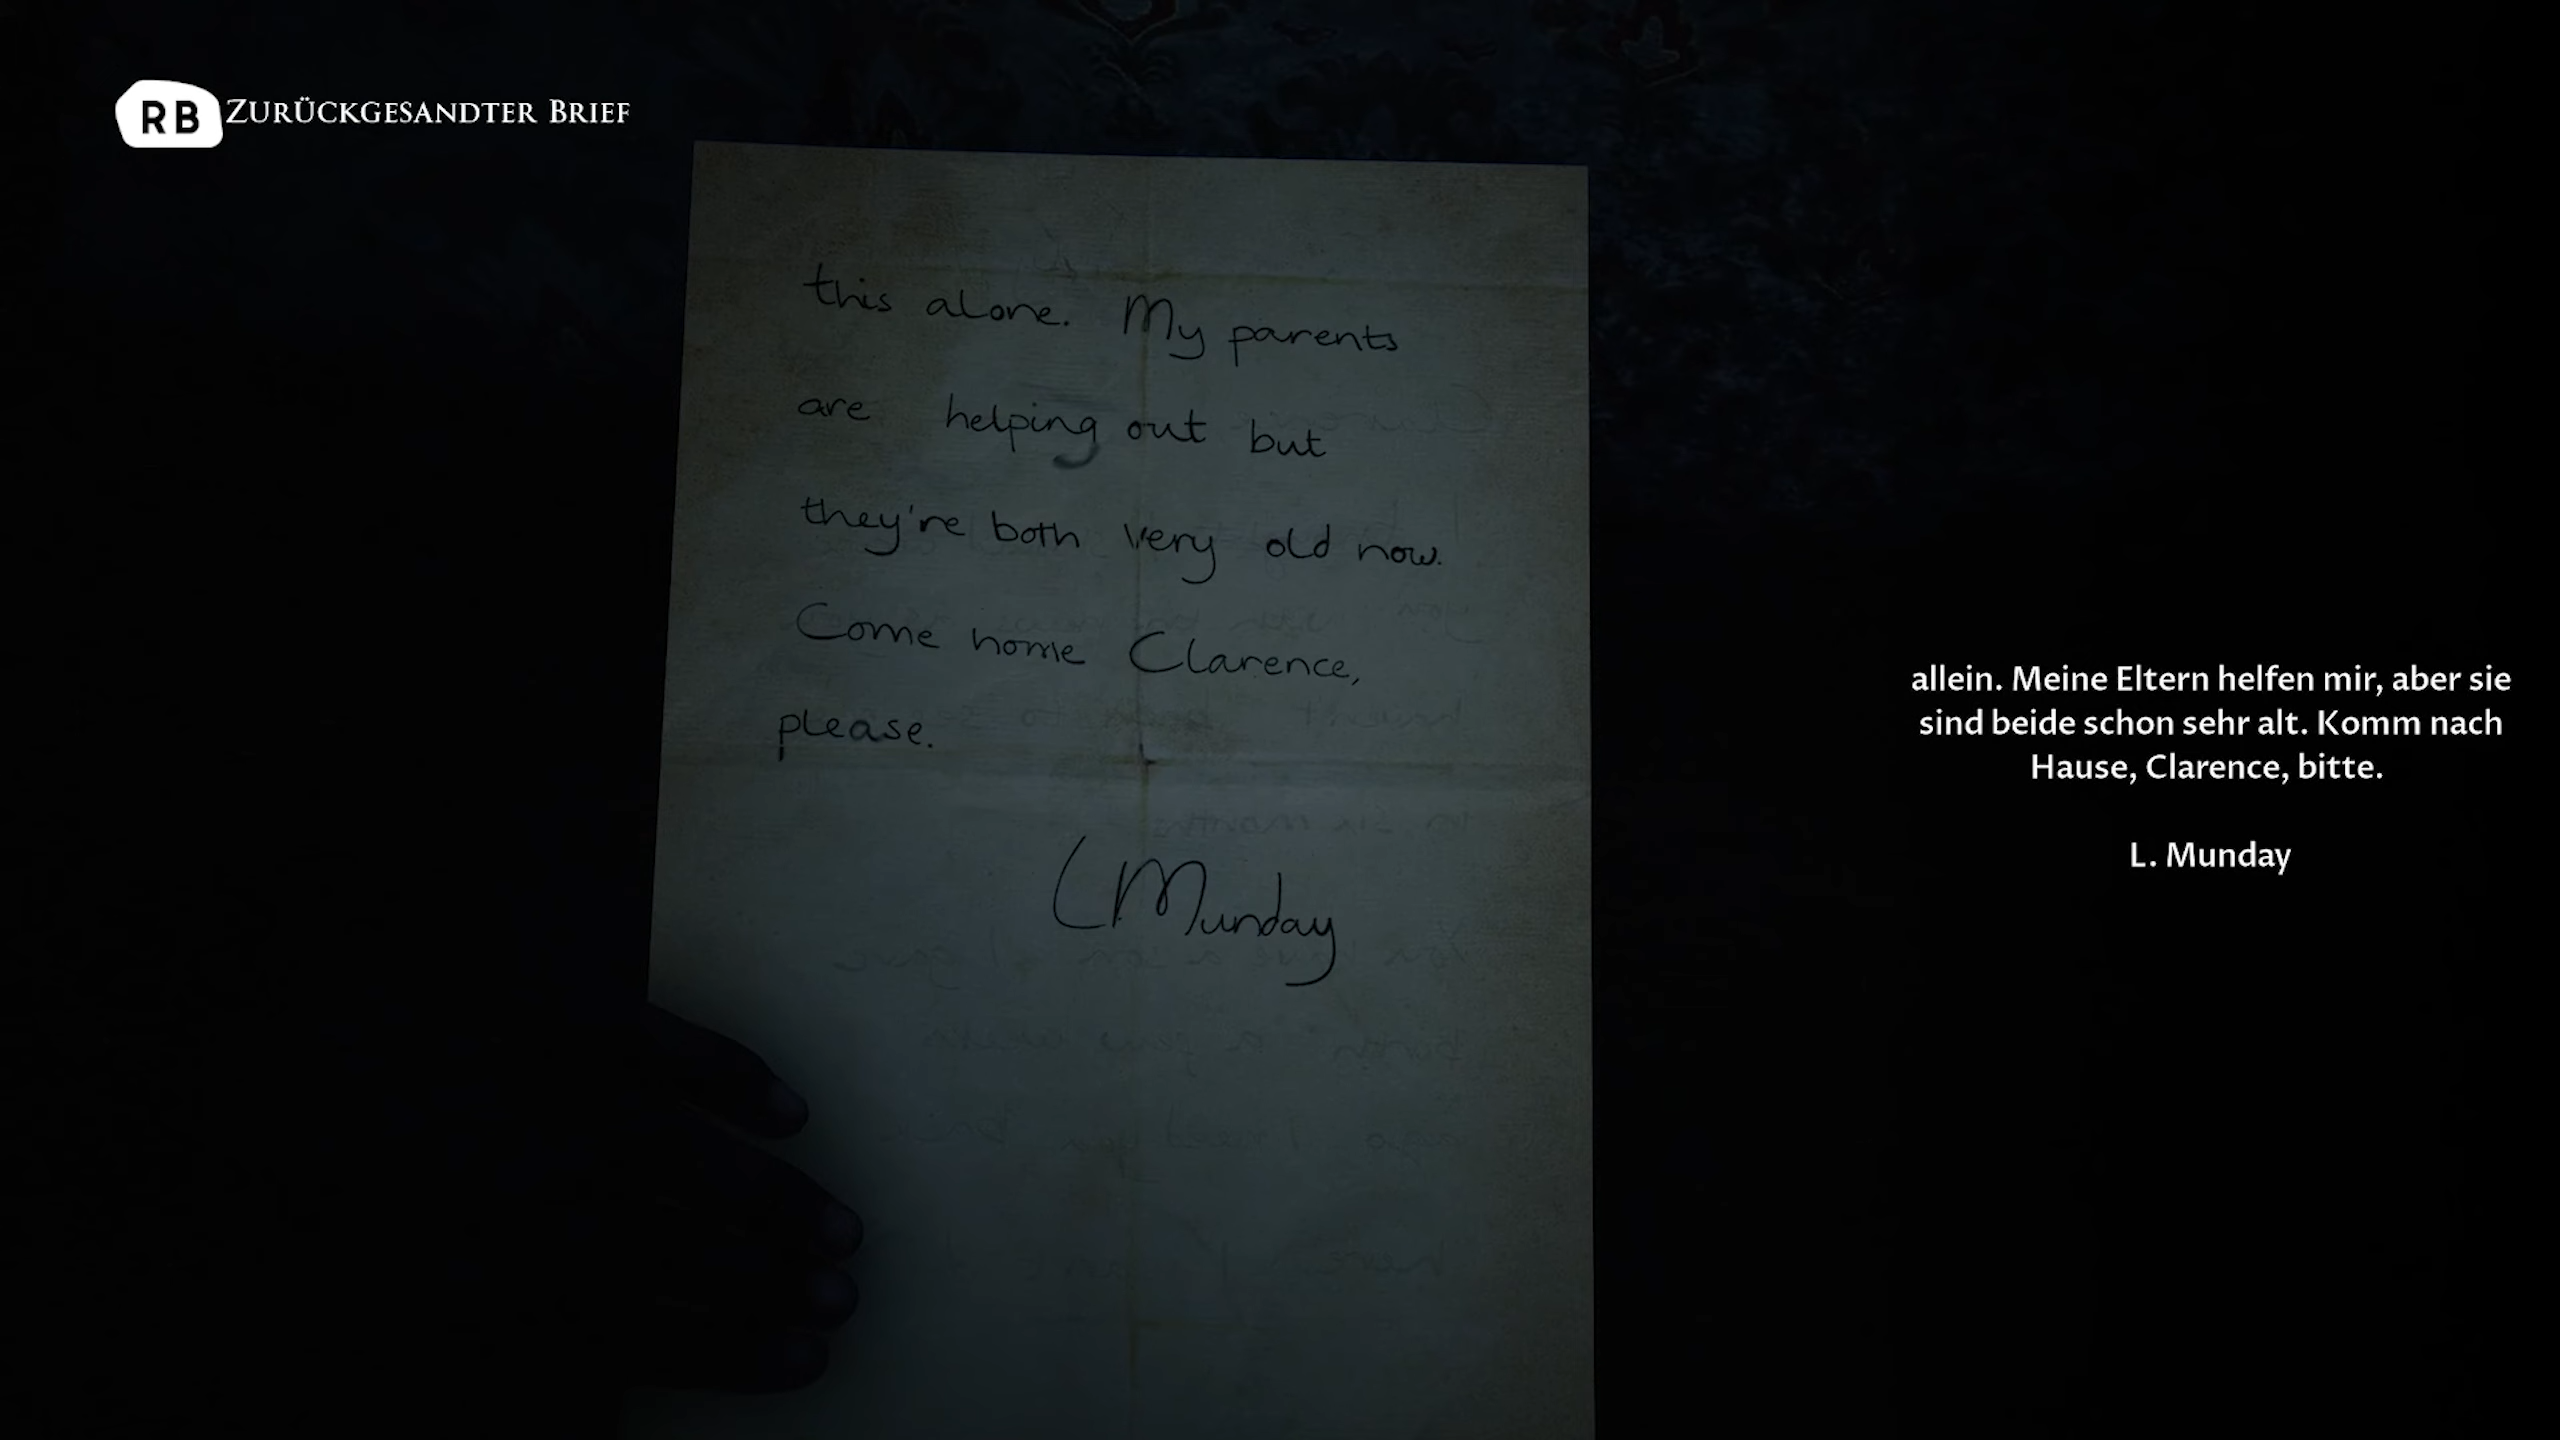 RB ZURÜCKGESANDTER BRIEF
this alone. My parents
are helping out but
they're both very old now.
Come home Clarence,
please.
L Munday
allein. Meine Eltern helfen mir, aber sie
sind beide schon sehr alt. Komm nach
Hause, Clarence, bitte.
L. Munday